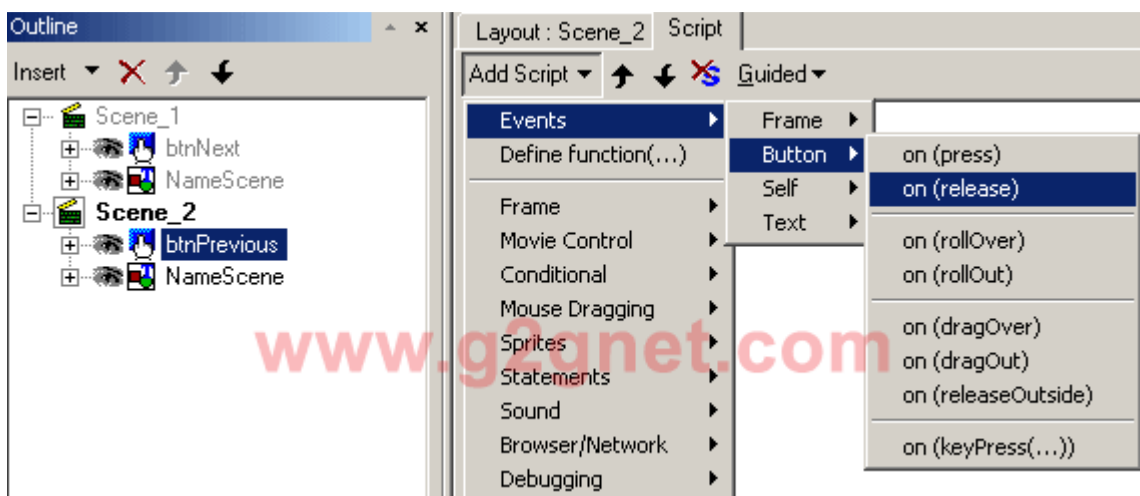 Outline
Insert
Scene_1
btnNext
NameScene
Scene_2
btnPrevious
NameScene
Layout : Scene_2 Script
Add Script Guided
Events
Define function(...)
Frame
Movie Control
Conditional
Mouse Dragging
Sprites
Statements
Sound
Browser/Network
Debugging
Frame
Button
Self
Text
on (press)
on (release)
on (rollOver)
on (rollOut)
on (dragOver)
on (dragOut)
on (releaseOutside)
on (keyPress(...))
www.g2gnet.com